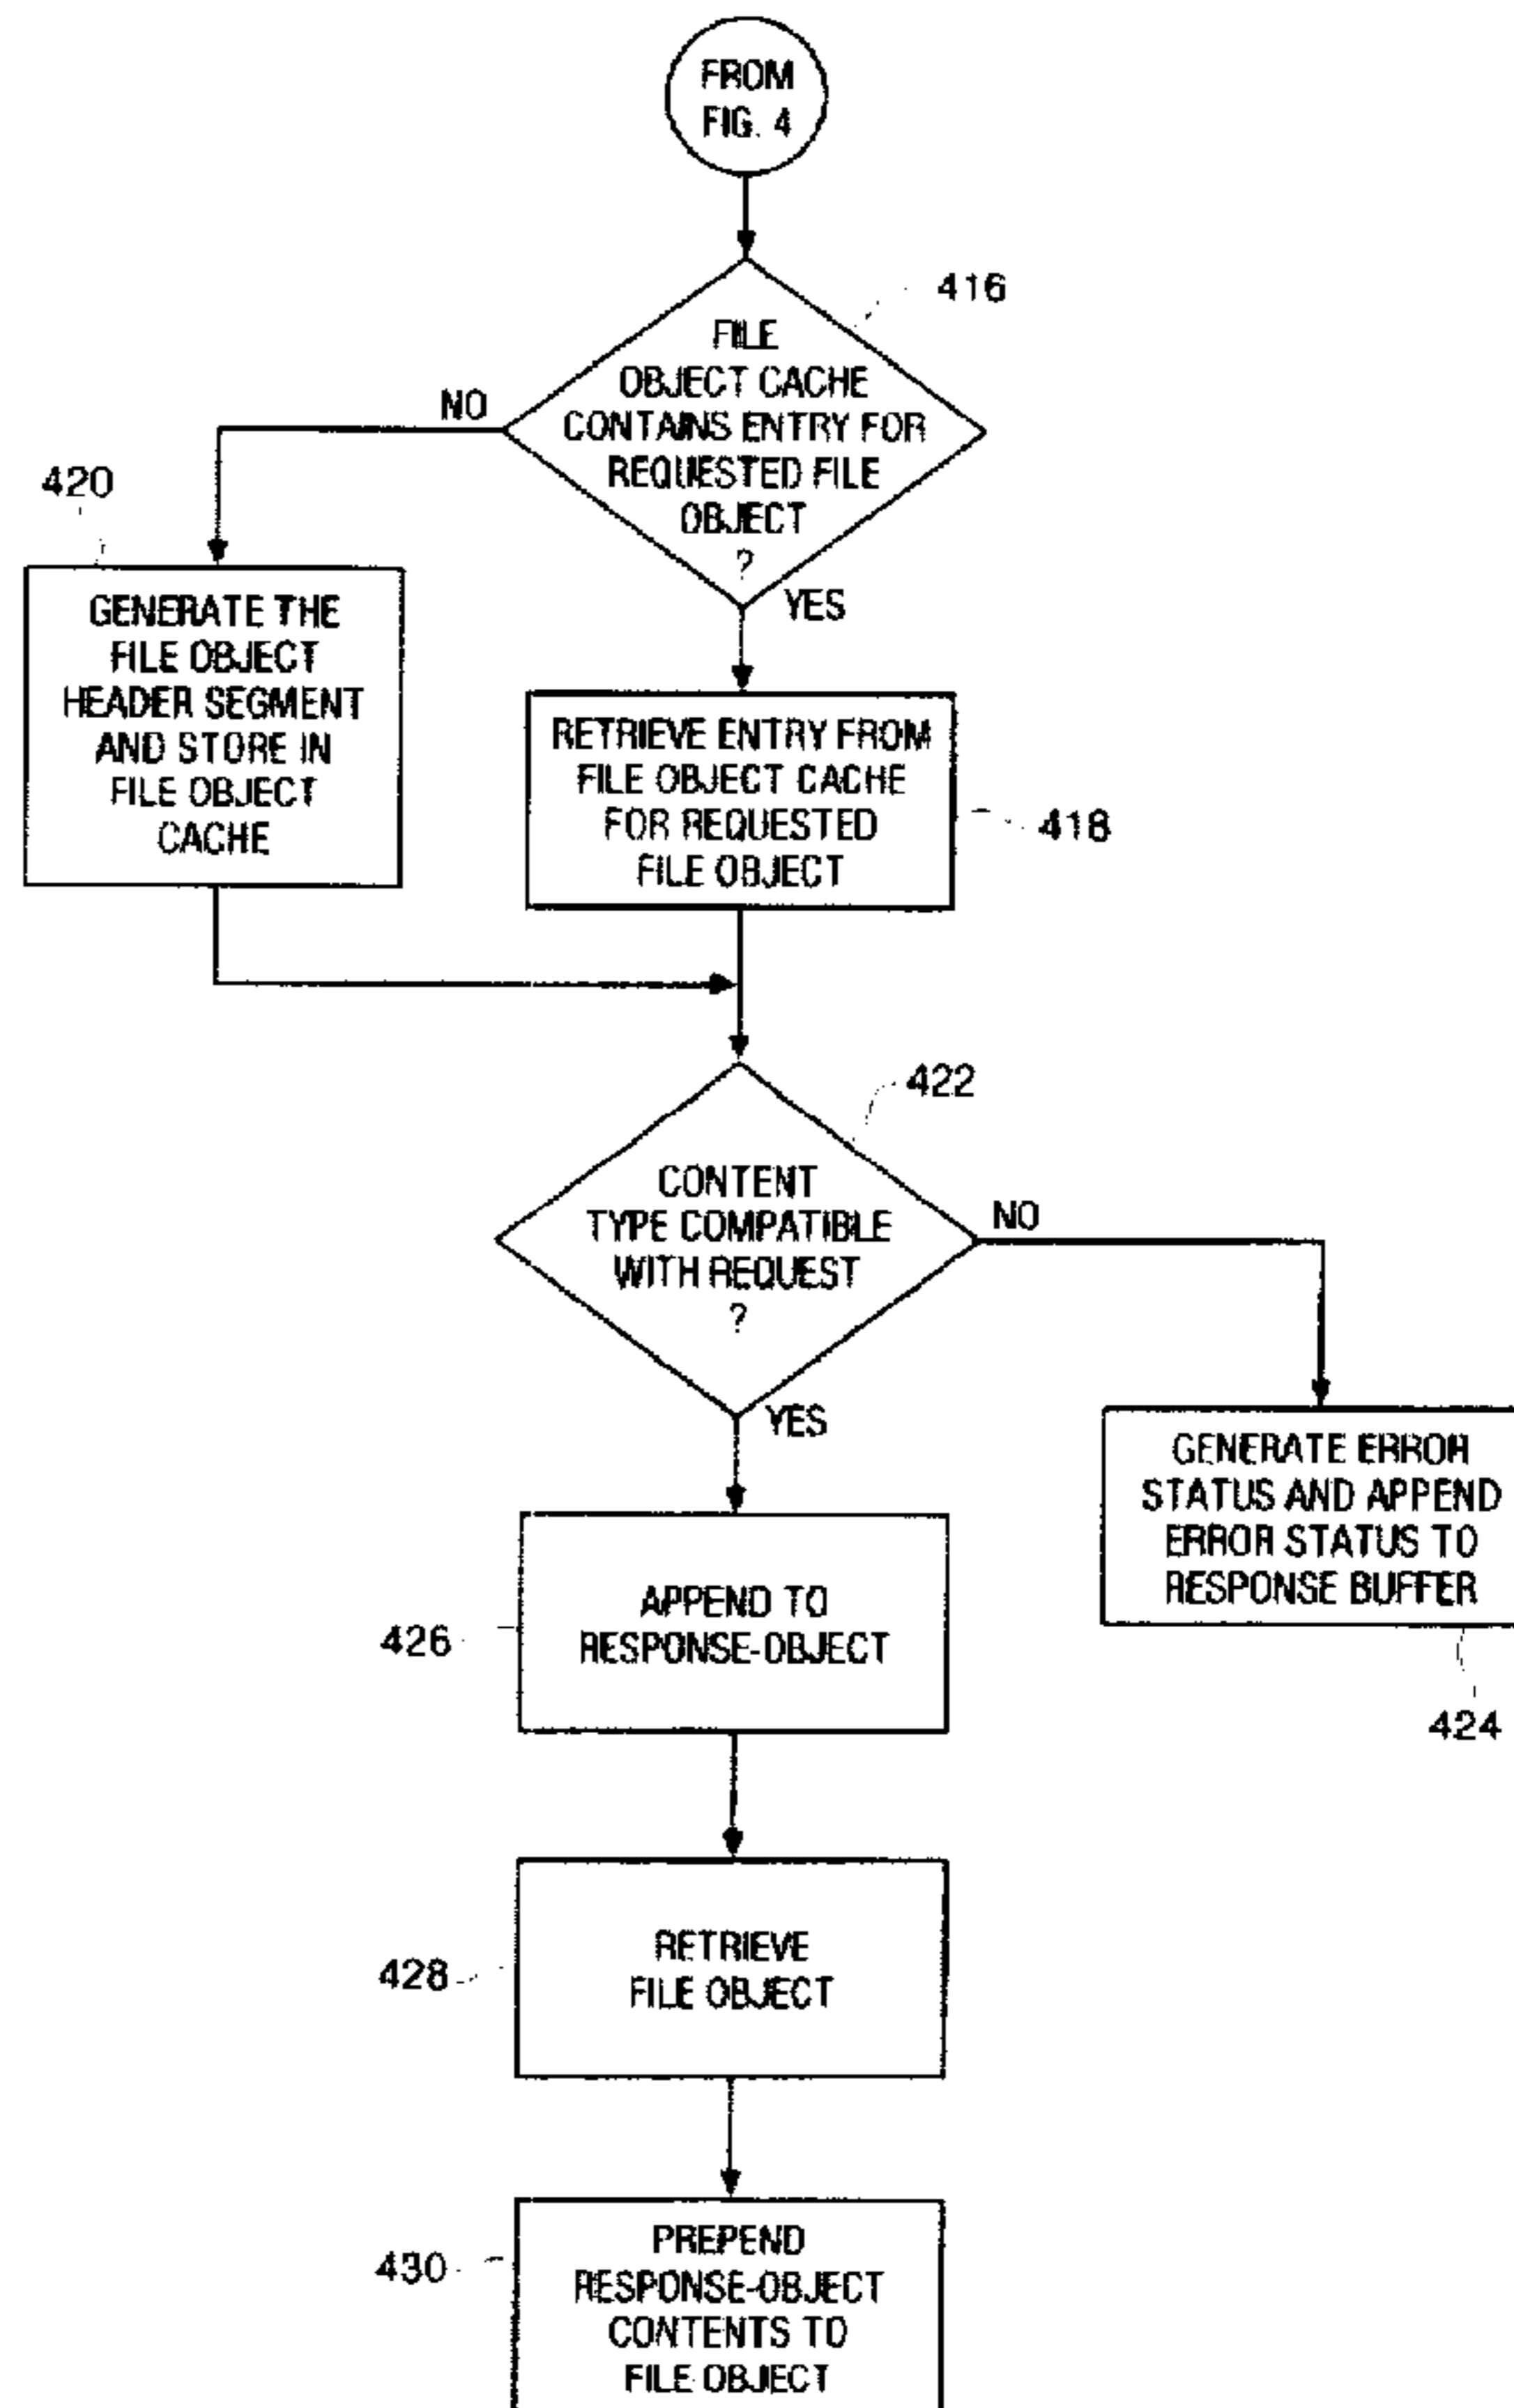 FROM
FIG. 4
416
FILE
OBJECT CACHE
CONTAINS ENTRY FOR
REQUESTED FILE
OBJECT
?
NO
YES
420
GENERATE THE
FILE OBJECT
HEADER SEGMENT
AND STORE IN
FILE OBJECT
CACHE
RETRIEVE ENTRY FROM
FILE OBJECT CACHE
FOR REQUESTED
FILE OBJECT
418
422
CONTENT
TYPE COMPATIBLE
WITH REQUEST
?
NO
YES
GENERATE ERROR
STATUS AND APPEND
ERROR STATUS TO
RESPONSE BUFFER
424
426
APPEND TO
RESPONSE-OBJECT
428
RETRIEVE
FILE OBJECT
430
PREPEND
RESPONSE-OBJECT
CONTENTS TO
FILE OBJECT